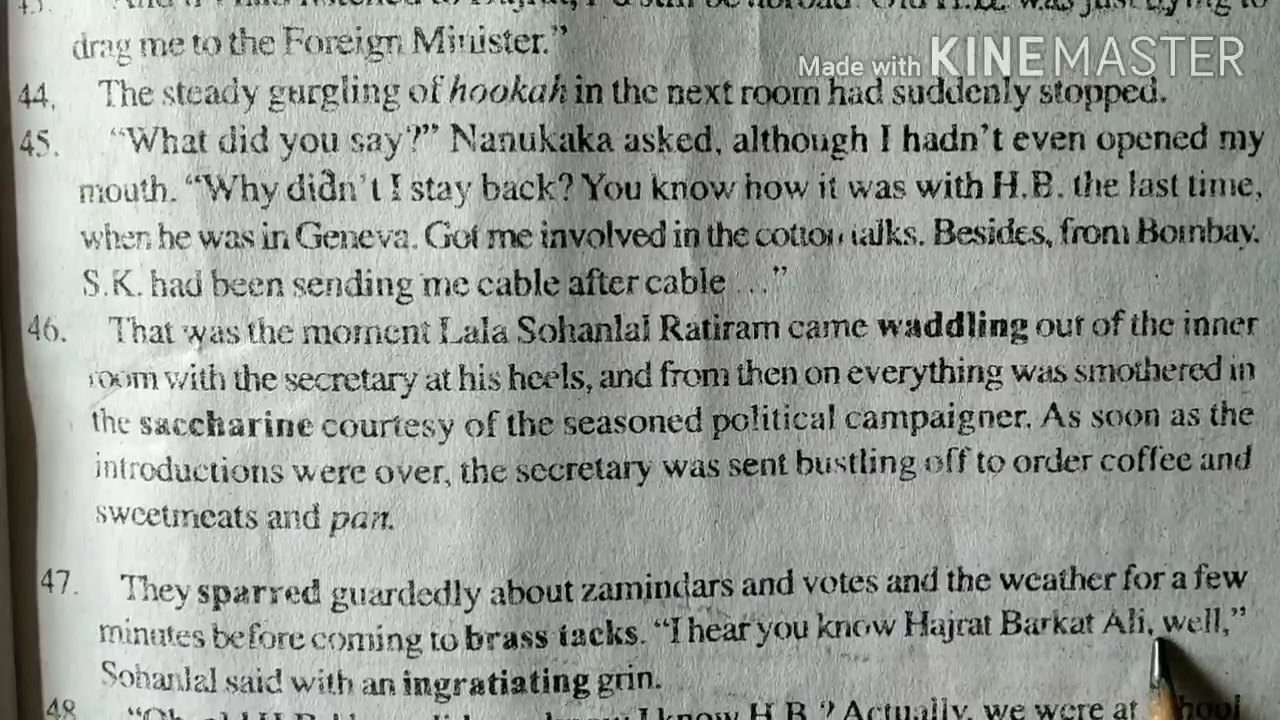 drag me to the Foreign Minister."
Made with KINEMASTER
44. The steady gurgling of hookah in the next room had suddenly stopped.
45. "What did you say?" Nanukaka asked, although I hadn't even opened my
mouth. "Why didn't I stay back? You know how it was with H.B. the last time,
when he was in Geneva. Got me involved in the cotton talks. Besides, from Bombay.
S.K. had been sending me cable after cable ..."
46. That was the moment Lala Sohanlal Ratiram came waddling out of the inner
room with the secretary at his heels, and from then on everything was smothered in
the saccharine courtesy of the seasoned political campaigner. As soon as the
introductions were over, the secretary was sent bustling off to order coffee and
sweetmeats and pan.
47. They sparred guardedly about zamindars and votes and the weather for a few
minutes before coming to brass tacks. "I hear you know Hajrat Barkat Ali, well,"
Sohanlal said with an ingratiating grin.
48 know I know H.B.? Actually, we were at